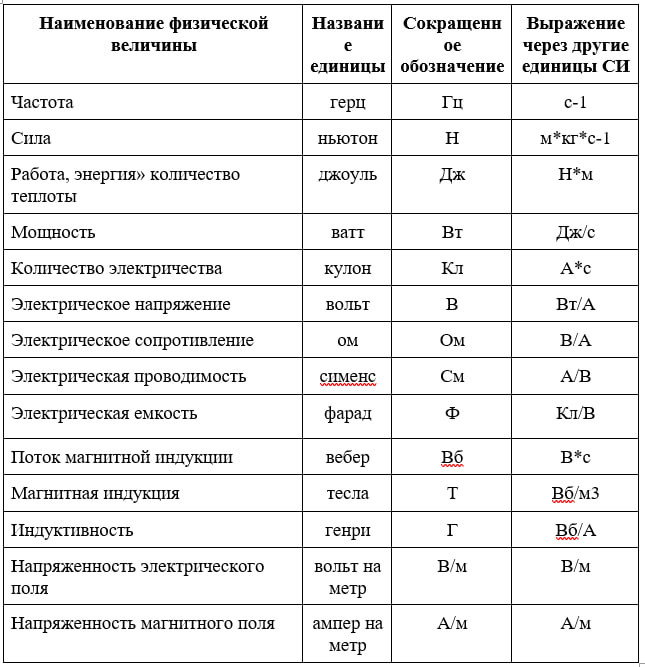 Наименование физической величины Названи е единицы Сокращенн ое обозначение Выражение через другие единицы СИ
Частота герц Гц с-1
Сила ньютон Н м*кг*с-1
Работа, энергия» количество теплоты джоуль Дж Н*м
Мощность ватт Вт Дж/с
Количество электричества кулон Кл А*с
Электрическое напряжение вольт В Вт/А
Электрическое сопротивление ом Ом В/А
Электрическая проводимость сименс См А/В
Электрическая емкость фарад Ф Кл/В
Поток магнитной индукции вебер Вб В*с
Магнитная индукция тесла Т Вб/м3
Индуктивность генри Г Вб/А
Напряженность электрического поля вольт на метр В/м В/м
Напряженность магнитного поля ампер на метр А/м А/м